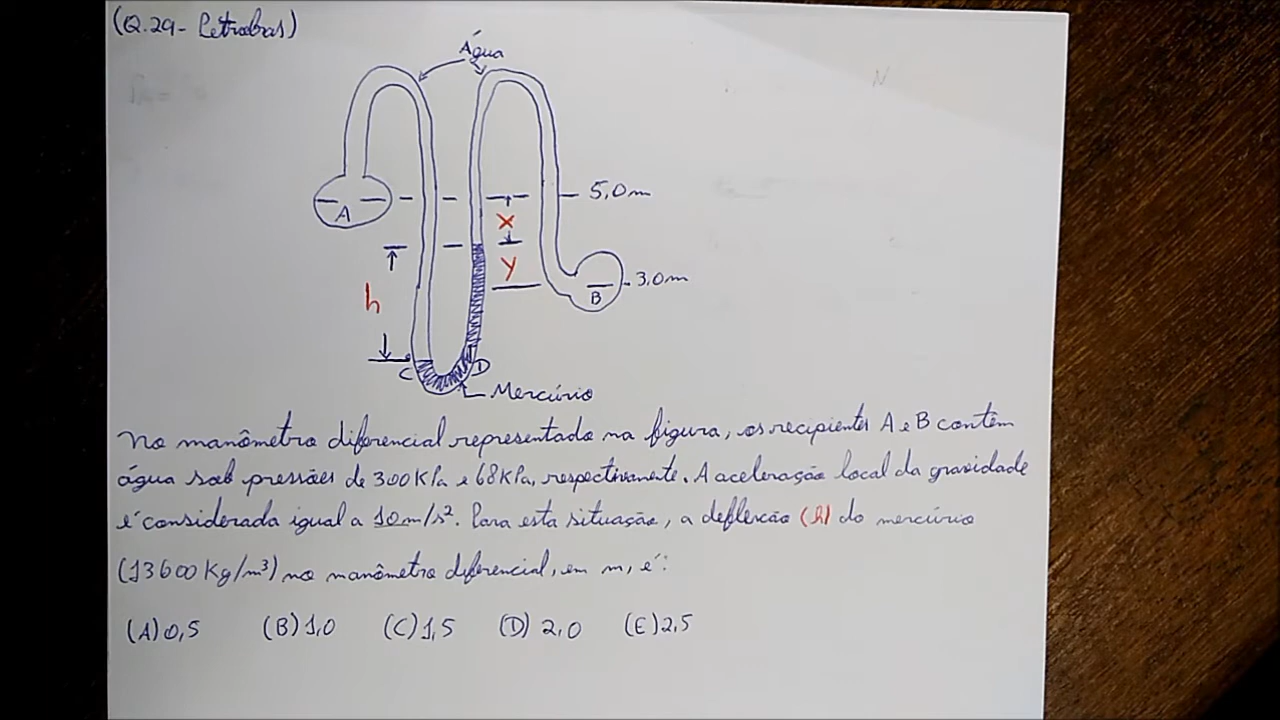 (Q.29- Petrobras)
Água
5,0m
A
x
y
h
3,0m
B
C
D
Mercúrio
No manômetro diferencial representado na figura, os recipientes A e B contêm
água sob pressões de 300KPa e 68KPa, respectivamente. A aceleração local da gravidade
é considerada igual a 10m/s². Para esta situação, a deflexão (h) do mercúrio
(13600Kg/m³) no manômetro diferencial, em m, é:
(A) 0,5 (B) 1,0 (C) 1,5 (D) 2,0 (E) 2,5